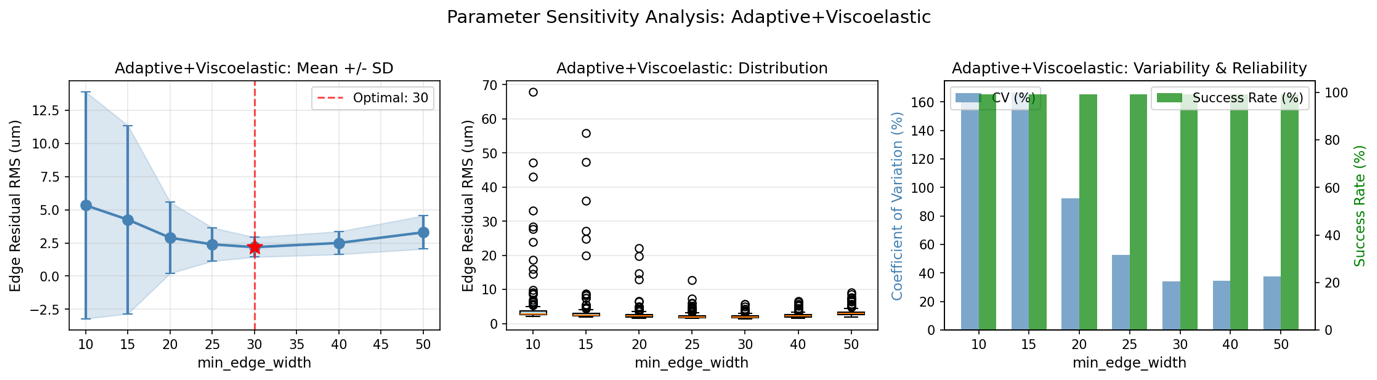 Parameter Sensitivity Analysis: Adaptive+Viscoelastic
Adaptive+Viscoelastic: Mean +/- SD
Edge Residual RMS (um)
12.5
10.0
7.5
5.0
2.5
0.0
−2.5
Optimal: 30
10 15 20 25 30 35 40 45 50
min_edge_width
Adaptive+Viscoelastic: Distribution
Edge Residual RMS (um)
70
60
50
40
30
20
10
0
10 15 20 25 30 40 50
min_edge_width
Adaptive+Viscoelastic: Variability & Reliability
Coefficient of Variation (%)
160
140
120
100
80
60
40
20
0
CV (%)
Success Rate (%)
10 15 20 25 30 40 50
min_edge_width
100
80
60
40
20
0
Success Rate (%)